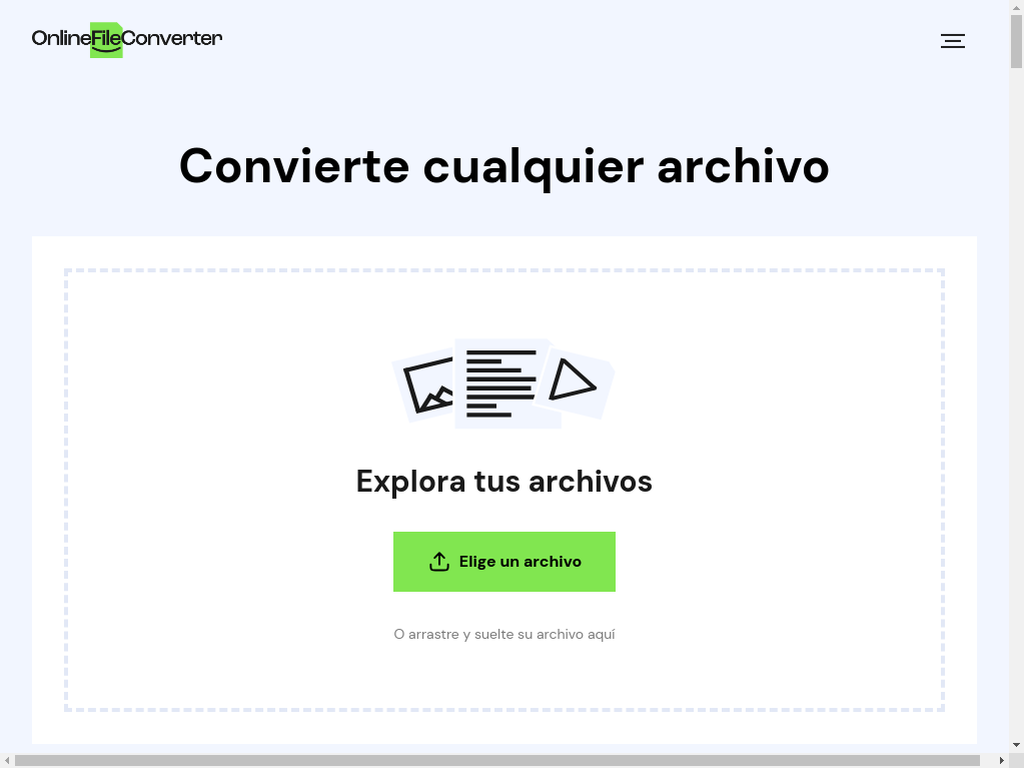 OnlineFileConverter
Convierte cualquier archivo
Explora tus archivos
Elige un archivo
O arrastre y suelte su archivo aquí